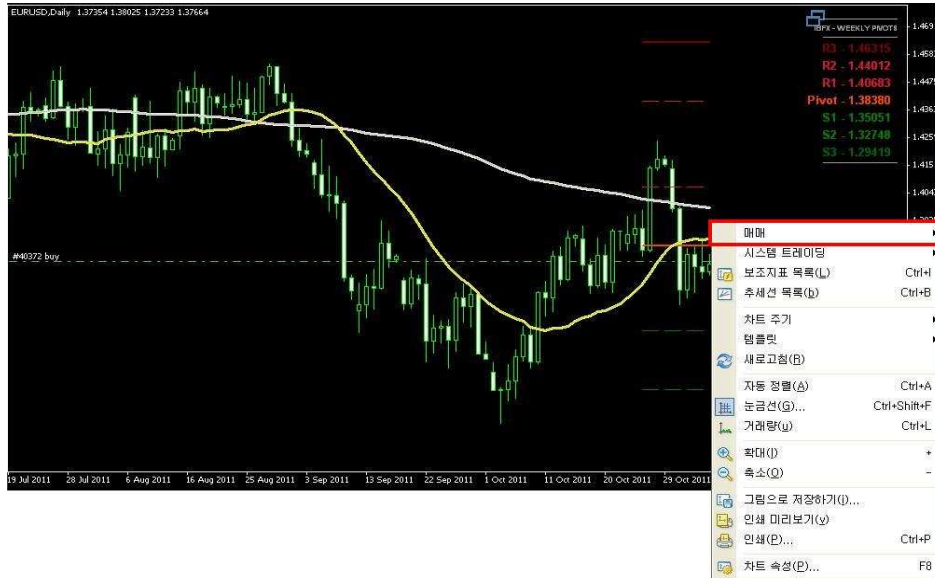 EURUSD,Daily 1.37354 1.38025 1.37233 1.37664
IBFX - WEEKLY PIVOTS
R3 - 1.46315
R2 - 1.44012
R1 - 1.40683
Pivot - 1.38380
S1 - 1.35051
S2 - 1.32748
S3 - 1.29419
#40372 buy
매매
시스템 트레이딩
보조지표 목록(L) Ctrl+I
추세선 목록(b) Ctrl+B
차트 주기
템플릿
새로고침(R)
자동 정렬(A) Ctrl+A
눈금선(G)... Ctrl+Shift+F
거래량(u) Ctrl+L
확대(I) +
축소(O) -
그림으로 저장하기(i)...
인쇄 미리보기(v)
인쇄(P)... Ctrl+P
차트 속성(P)... F8
19 Jul 2011 28 Jul 2011 6 Aug 2011 16 Aug 2011 25 Aug 2011 3 Sep 2011 13 Sep 2011 22 Sep 2011 1 Oct 2011 11 Oct 2011 20 Oct 2011 29 Oct 2011